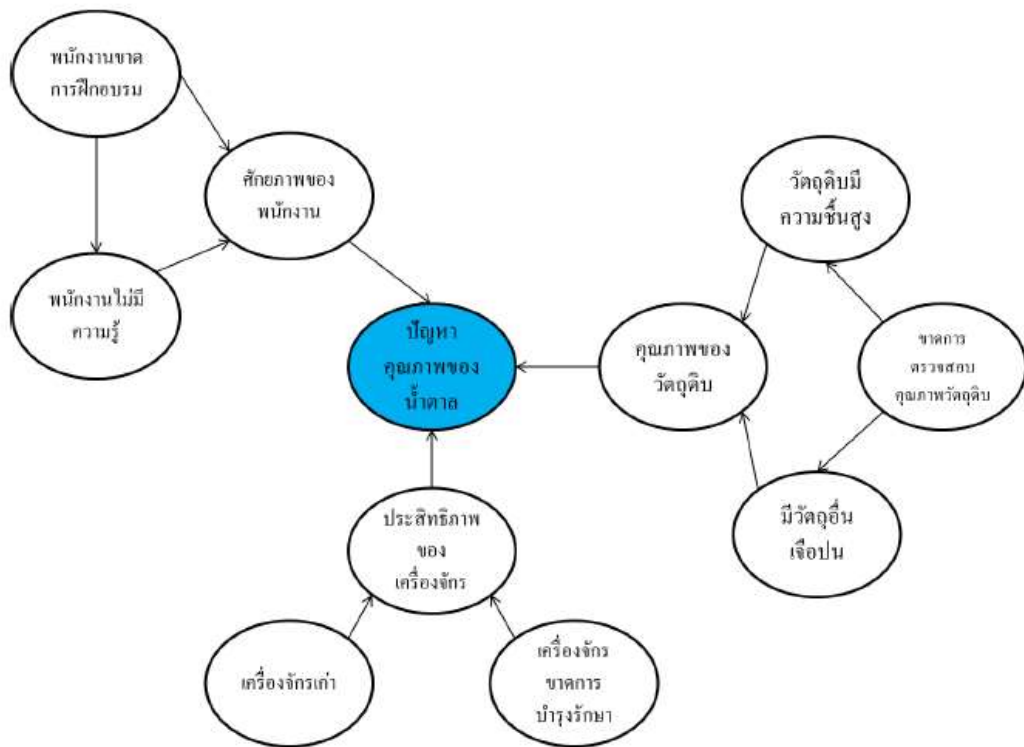 พนักงานขาด
การฝึกอบรม
ศักยภาพของ
พนักงาน
พนักงานไม่มี
ความรู้
ปัญหา
คุณภาพของ
น้ำตาล
คุณภาพของ
วัตถุดิบ
วัตถุดิบมี
ความชื้นสูง
ขาดการ
ตรวจสอบ
คุณภาพวัตถุดิบ
มีวัตถุอื่น
เจือปน
ประสิทธิภาพ
ของ
เครื่องจักร
เครื่องจักรเก่า
เครื่องจักร
ขาดการ
บำรุงรักษา